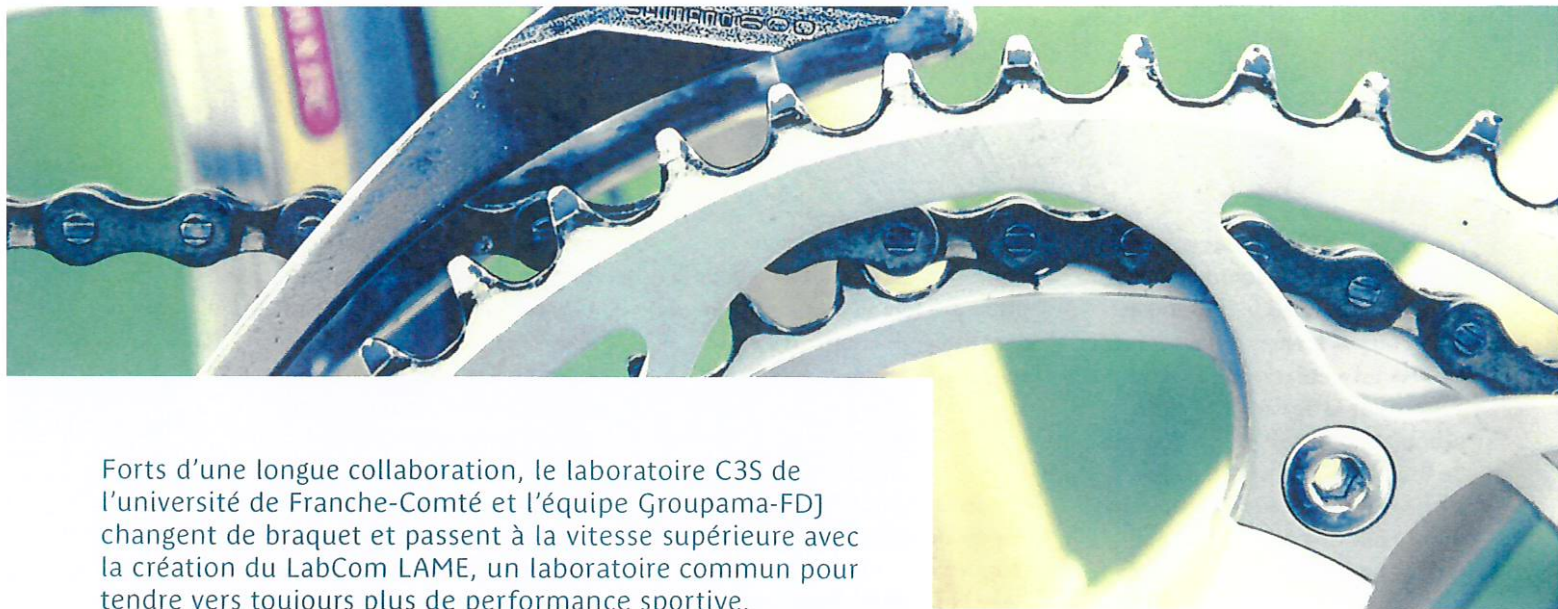 SHIMANO 600
Forts d'une longue collaboration, le laboratoire C3S de
l'université de Franche-Comté et l'équipe Groupama-FDJ
changent de braquet et passent à la vitesse supérieure avec
la création du LabCom LAME, un laboratoire commun pour
tendre vers toujours plus de performance sportive.